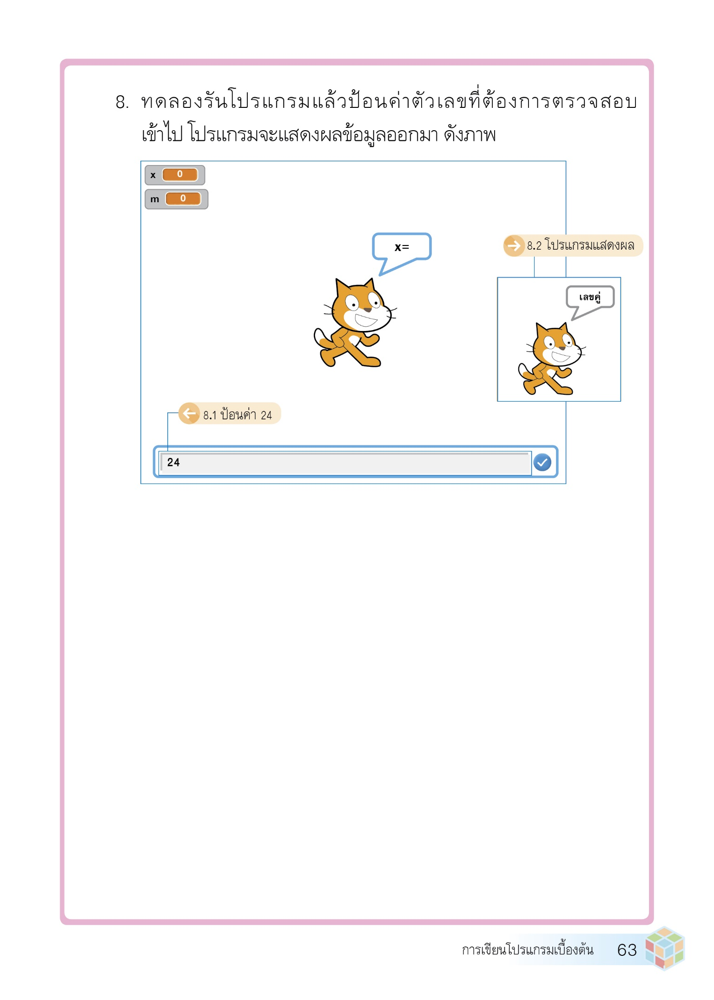 8. ทดลองรันโปรแกรมแล้วป้อนค่าตัวเลขที่ต้องการตรวจสอบ
เข้าไป โปรแกรมจะแสดงผลข้อมูลออกมา ดังภาพ
x 0
m 0
x=
8.2 โปรแกรมแสดงผล
เลขคู่
8.1 ป้อนค่า 24
24
การเขียนโปรแกรมเบื้องต้น 63